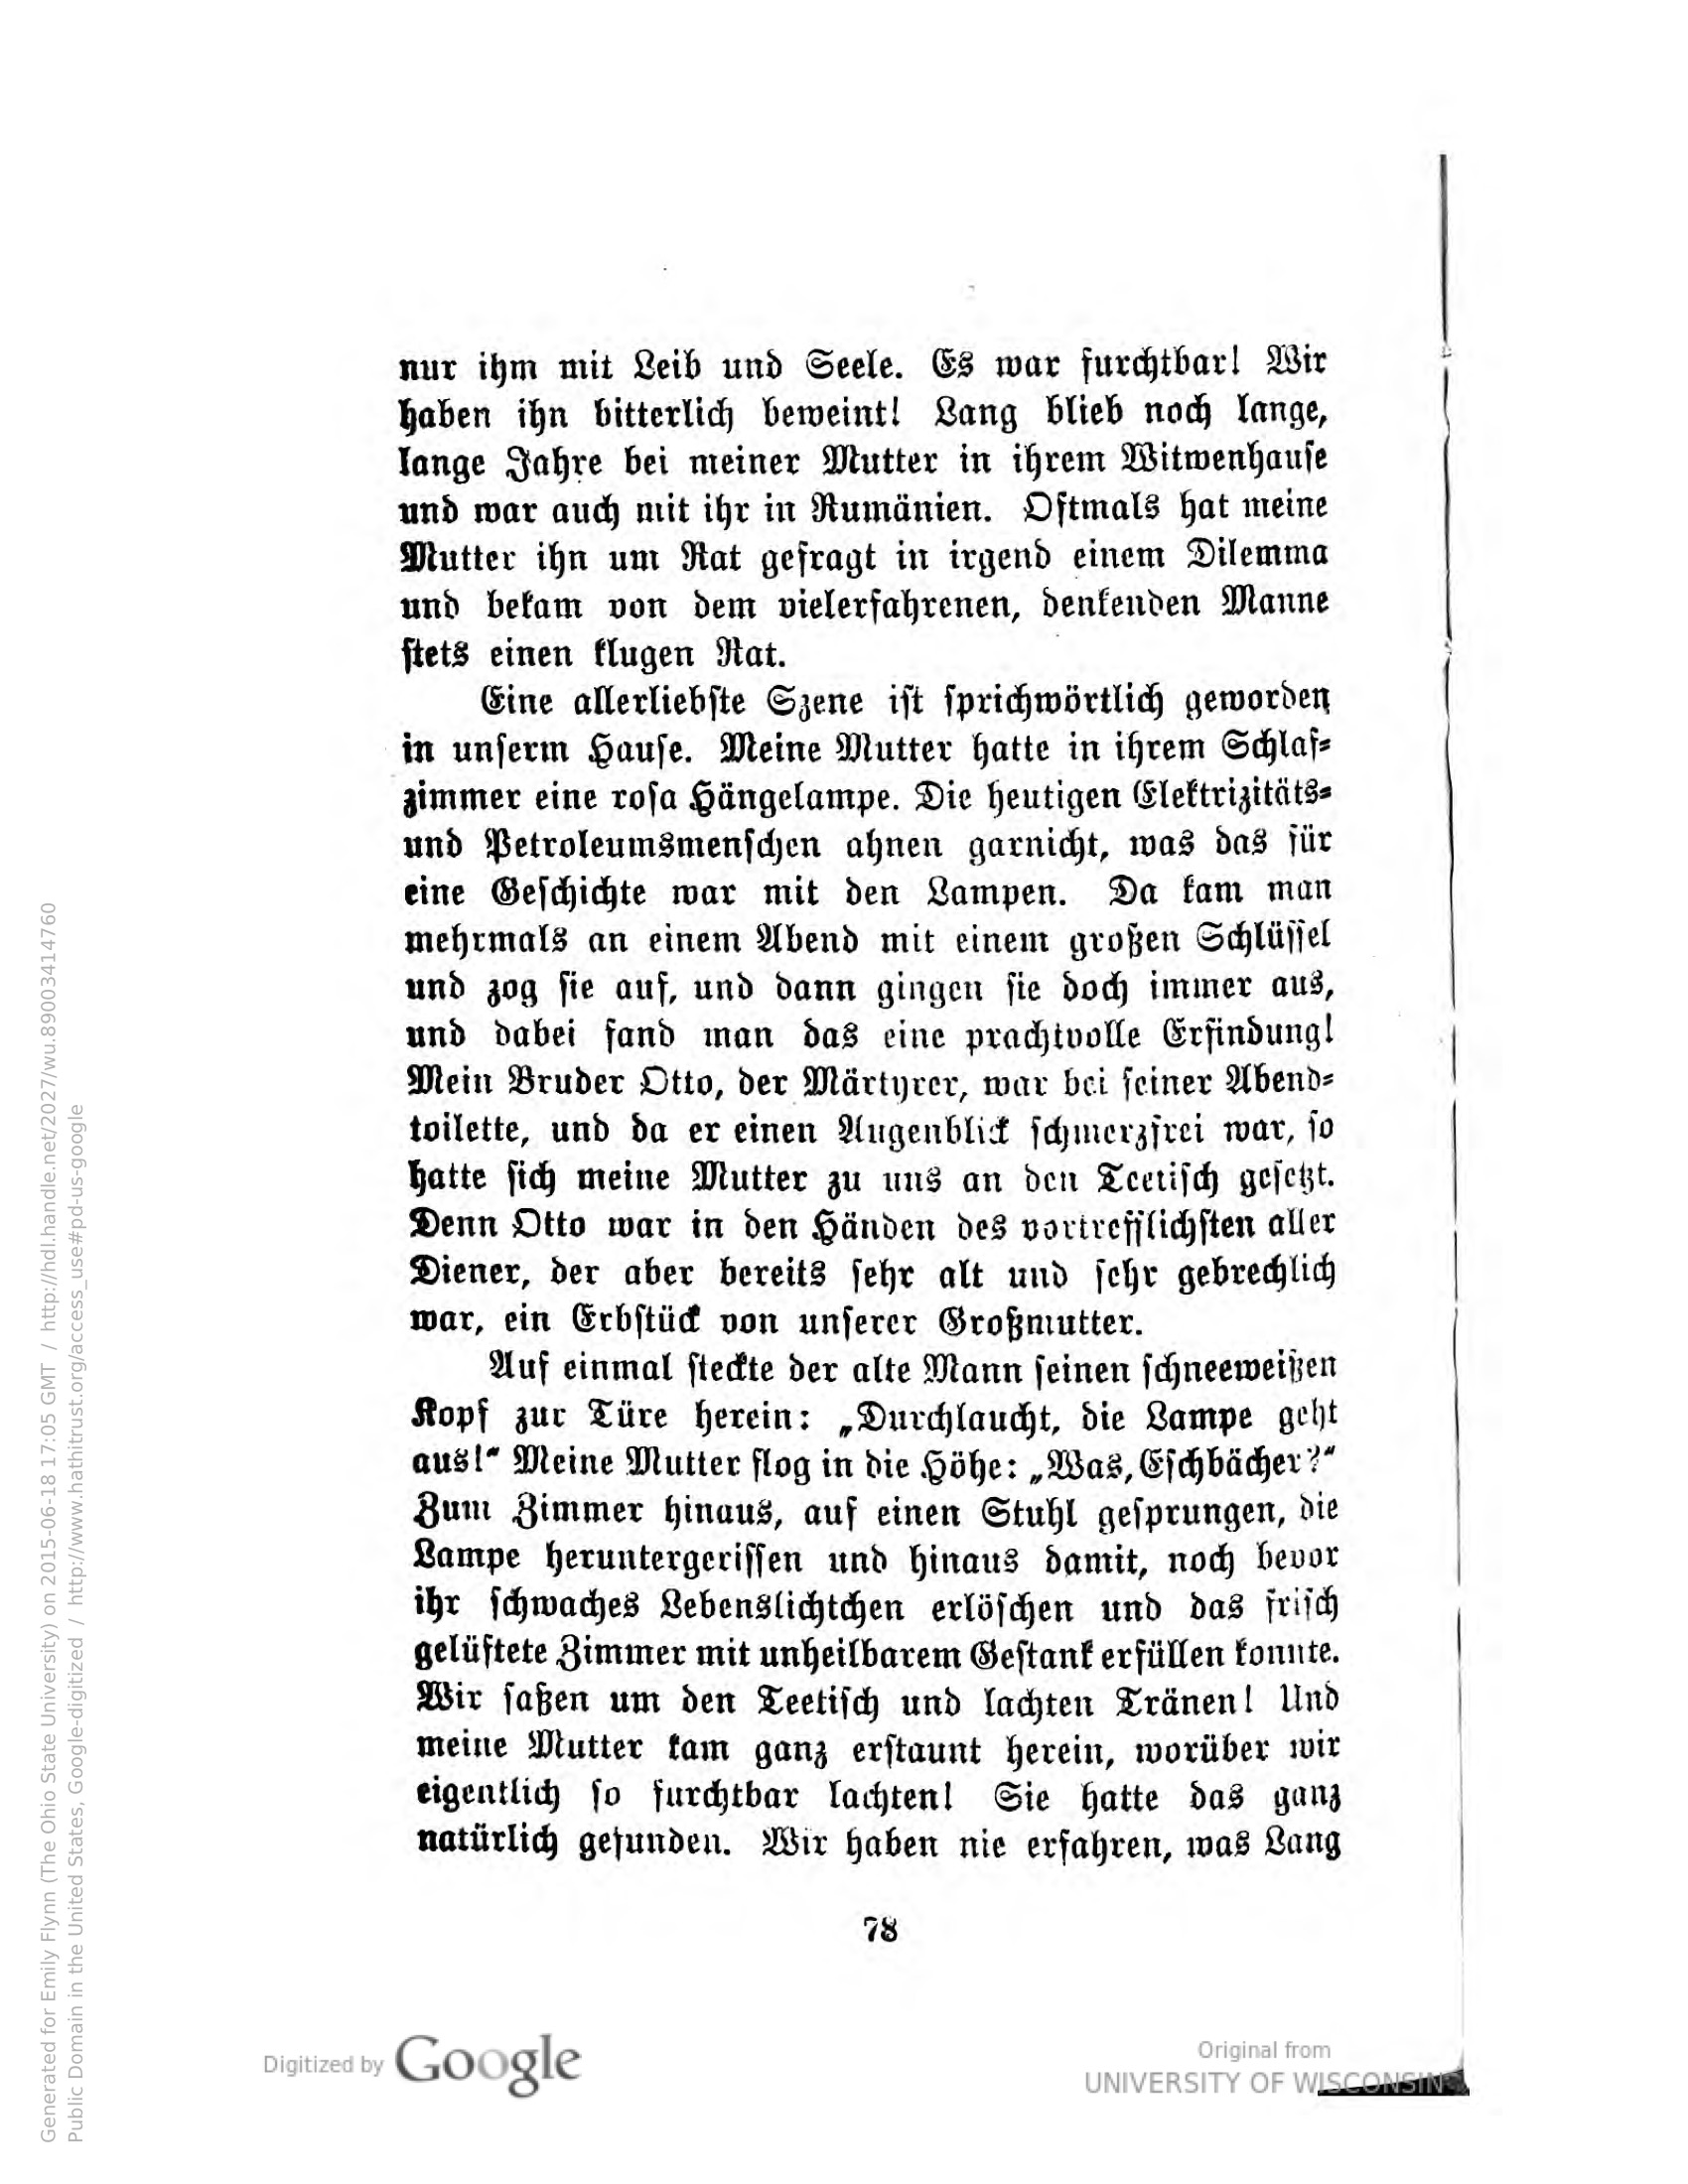 nur ihm mit Leib und Seele. Es war furchtbar! Wir
haben ihn bitterlich beweint! Lang blieb noch lange,
lange Jahre bei meiner Mutter in ihrem Witwenhauſe
und war auch mit ihr in Rumänien. Oftmals hat meine
Mutter ihn um Rat gefragt in irgend einem Dilemma
und bekam von dem vielerfahrenen, denkenden Manne
ſtets einen klugen Rat.
Eine allerliebſte Szene iſt ſprichwörtlich geworden
in unſerm Hauſe. Meine Mutter hatte in ihrem Schlaf-
zimmer eine roſa Hängelampe. Die heutigen Elektrizitäts-
und Petroleumsmenſchen ahnen garnicht, was das für
eine Geſchichte war mit den Lampen. Da kam man
mehrmals an einem Abend mit einem großen Schlüſſel
und zog ſie auf, und dann gingen ſie doch immer aus,
und dabei fand man das eine prachtvolle Erfindung!
Mein Bruder Otto, der Märtyrer, war bei ſeiner Abend-
toilette, und da er einen Augenblick ſchmerzfrei war, ſo
hatte ſich meine Mutter zu uns an den Teetiſch geſetzt.
Denn Otto war in den Händen des vortrefflichſten aller
Diener, der aber bereits ſehr alt und ſehr gebrechlich
war, ein Erbſtück von unſerer Großmutter.
Auf einmal ſteckte der alte Mann ſeinen ſchneeweißen
Kopf zur Türe herein: „Durchlaucht, die Lampe geht
aus!“ Meine Mutter flog in die Höhe: „Was, Eſchbächer?“
Zum Zimmer hinaus, auf einen Stuhl geſprungen, die
Lampe heruntergeriſſen und hinaus damit, noch bevor
ihr ſchwaches Lebenslichtchen erlöſchen und das friſch
gelüftete Zimmer mit unheilbarem Geſtank erfüllen konnte.
Wir ſaßen um den Teetiſch und lachten Tränen! Und
meine Mutter kam ganz erſtaunt herein, worüber wir
eigentlich ſo furchtbar lachten! Sie hatte das ganz
natürlich gefunden. Wir haben nie erfahren, was Lang
78
Digitized by Google
Original from
UNIVERSITY OF WISCONSIN
Generated for Emily Flynn (The Ohio State University) on 2015-06-18 17:05 GMT / http://hdl.handle.net/2027/wu.89003414760
Public Domain in the United States, Google-digitized / http://www.hathitrust.org/access_use#pd-us-google